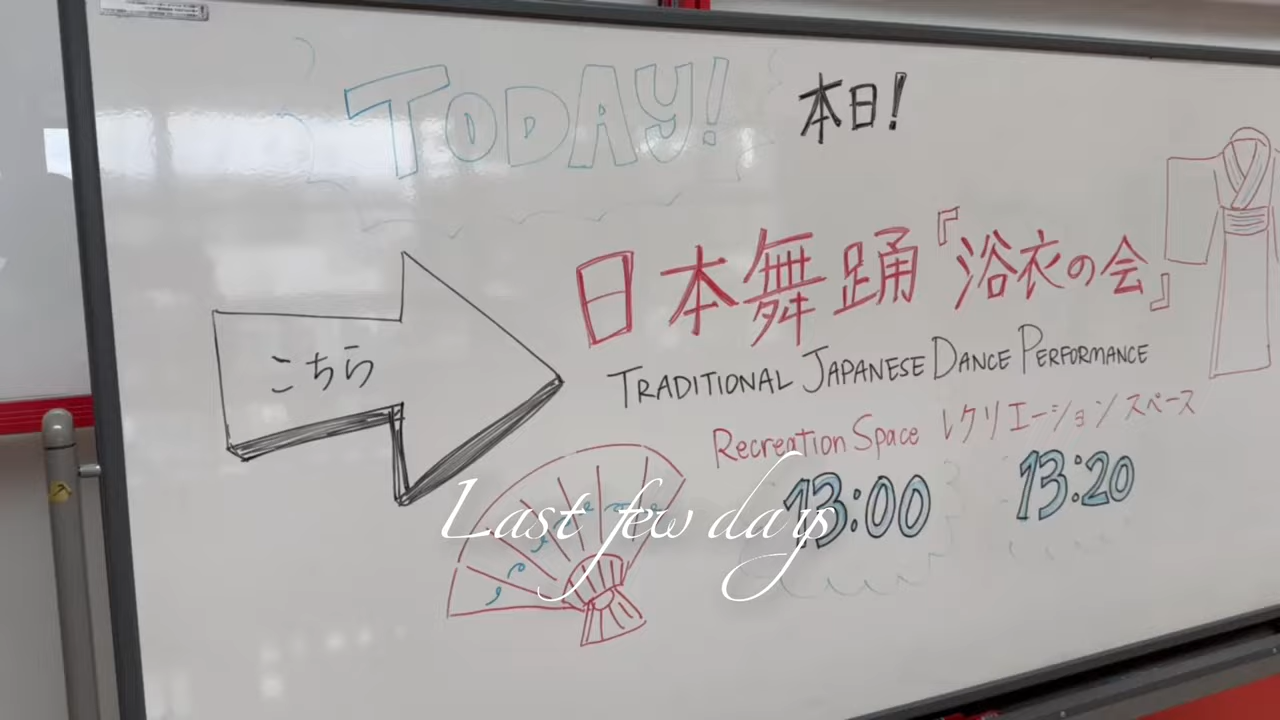 TODAY! 本日!
日本舞踊『浴衣の会』
こちら
TRADITIONAL JAPANESE DANCE PERFORMANCE
Recreation Space レクリエーションスペース
13:00 13:20
Last few days